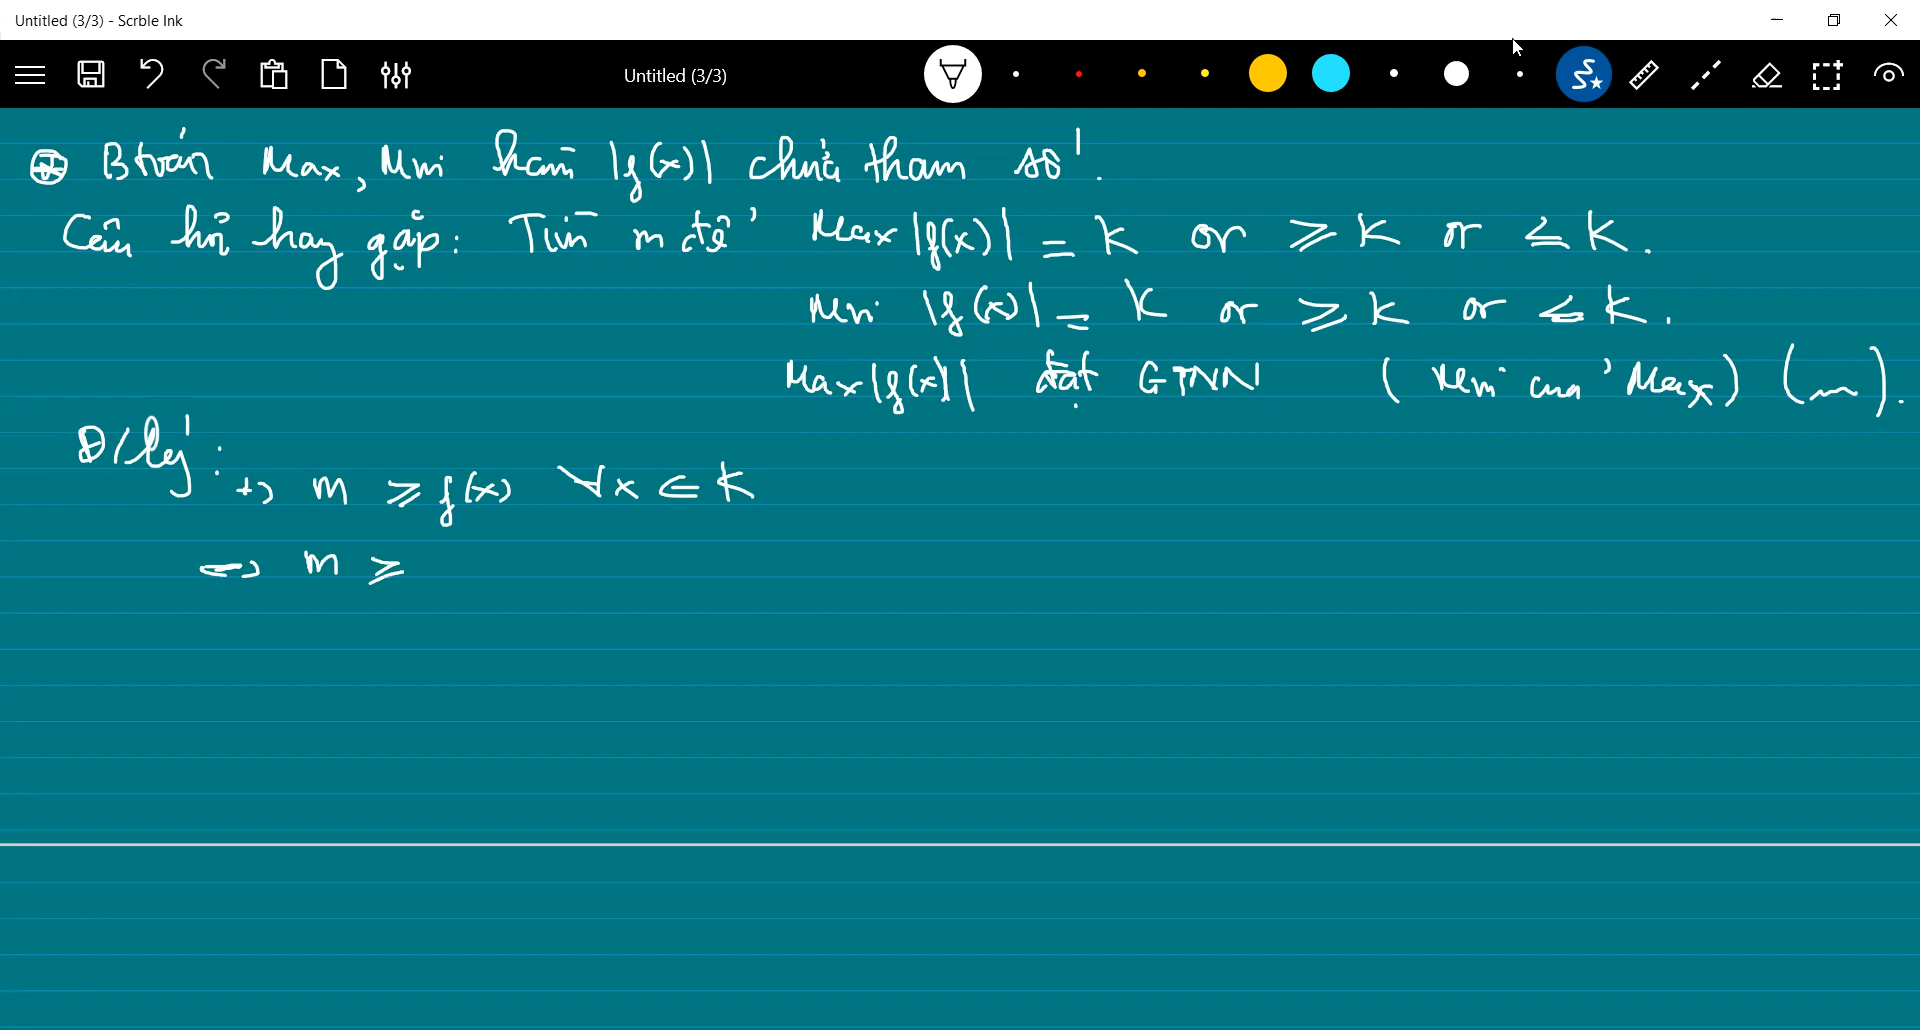 Untitled (3/3) - Scrble Ink
Untitled (3/3)
Btoán Max, Min hàm |f(x)| chứa tham số.
Câu hỏi hay gặp: Tìm m để Max |f(x)| = K or ≥ K or ≤ K.
Min |f(x)| = K or ≥ K or ≤ K.
Max |f(x)| đạt GTNN (Min của Max) (m).
Đ/lý:
+) m ≥ f(x) ∀x ∈ K
<=> m ≥